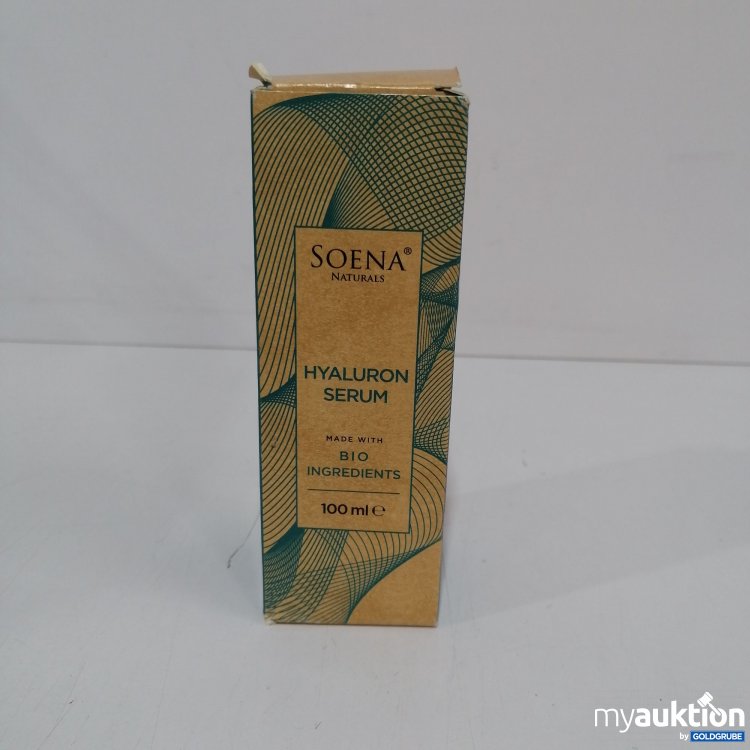 SOENA®
NATURALS
HYALURON
SERUM
MADE WITH
BIO
INGREDIENTS
100 ml ℮
myauktion
by GOLDGRUBE